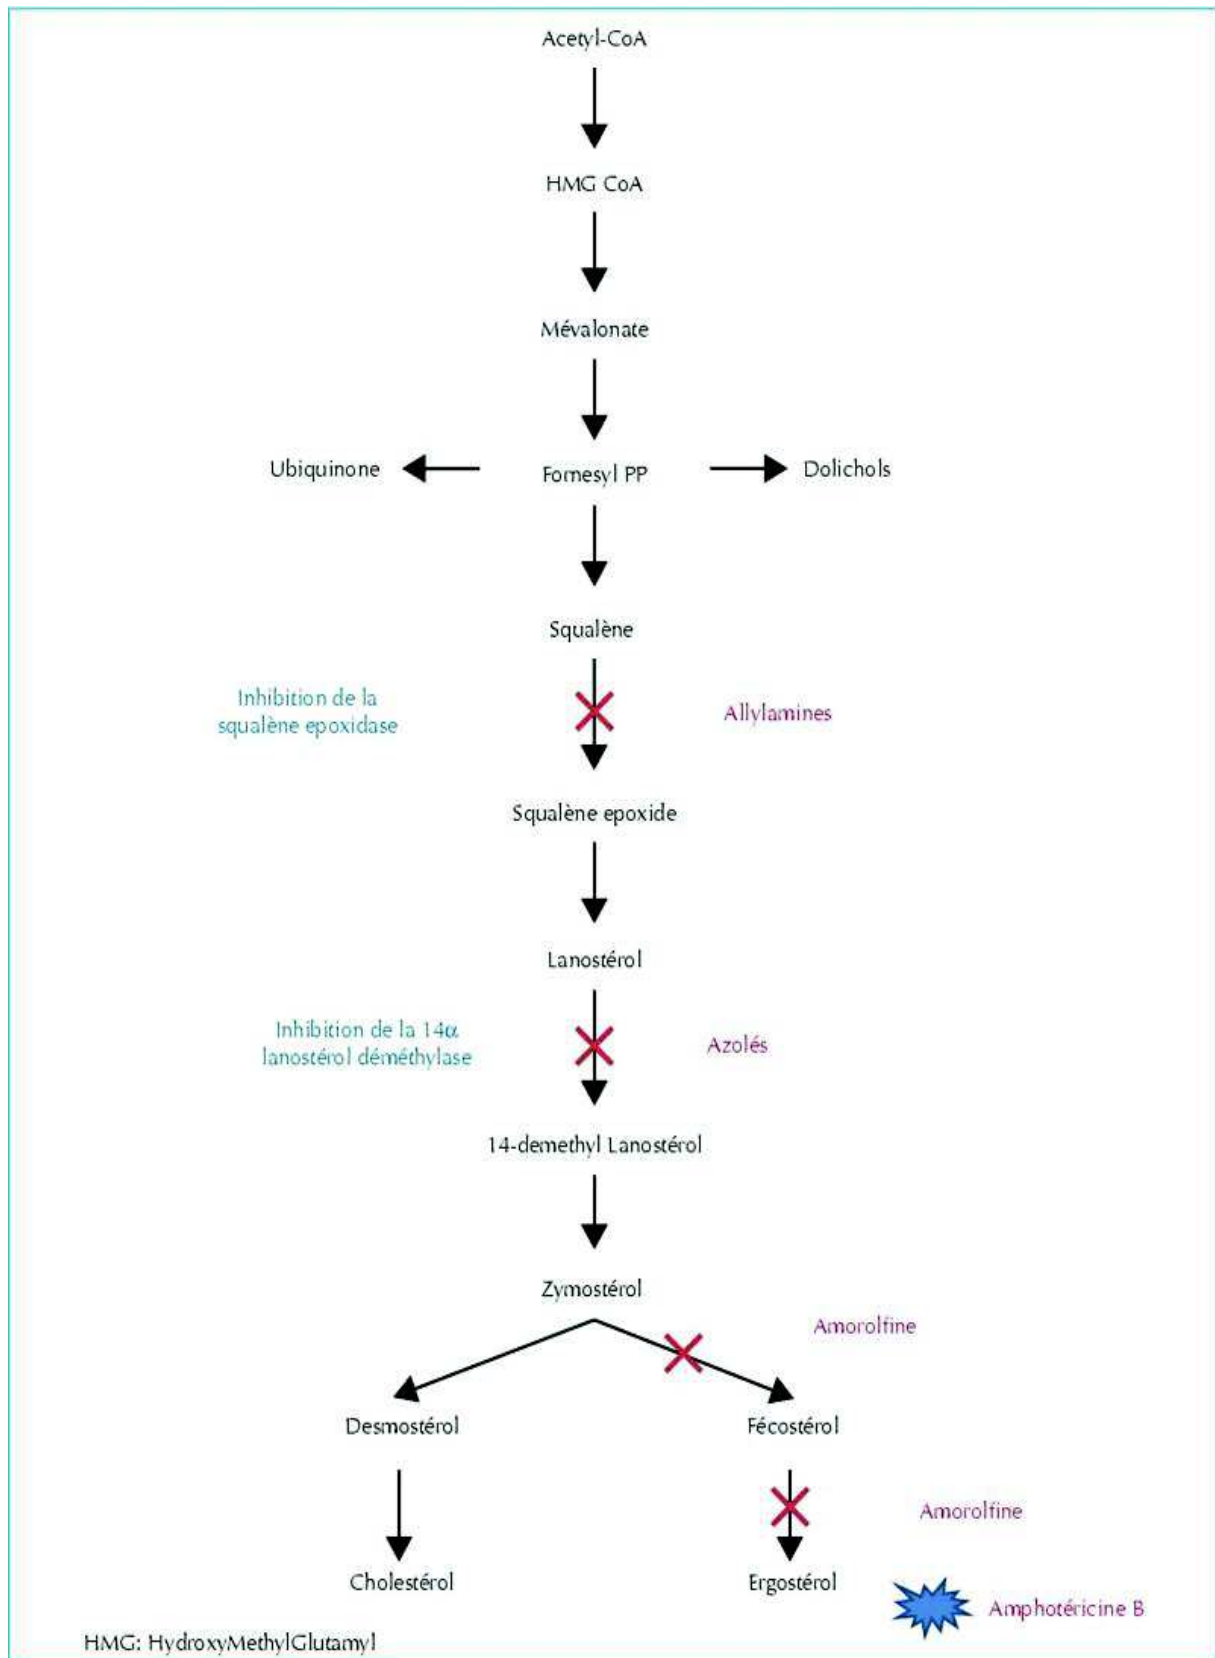 Acetyl-CoA
HMG CoA
Mévalonate
Ubiquinone
Fornesyl PP
Dolichols
Squalène
Inhibition de la
squalène epoxidase
Allylamines
Squalène epoxide
Lanostérol
Inhibition de la 14α
lanostérol déméthylase
Azolés
14-demethyl Lanostérol
Zymostérol
Amorolfine
Desmostérol
Fécostérol
Amorolfine
Cholestérol
Ergostérol
Amphotéricine B
HMG: HydroxyMethylGlutamyl